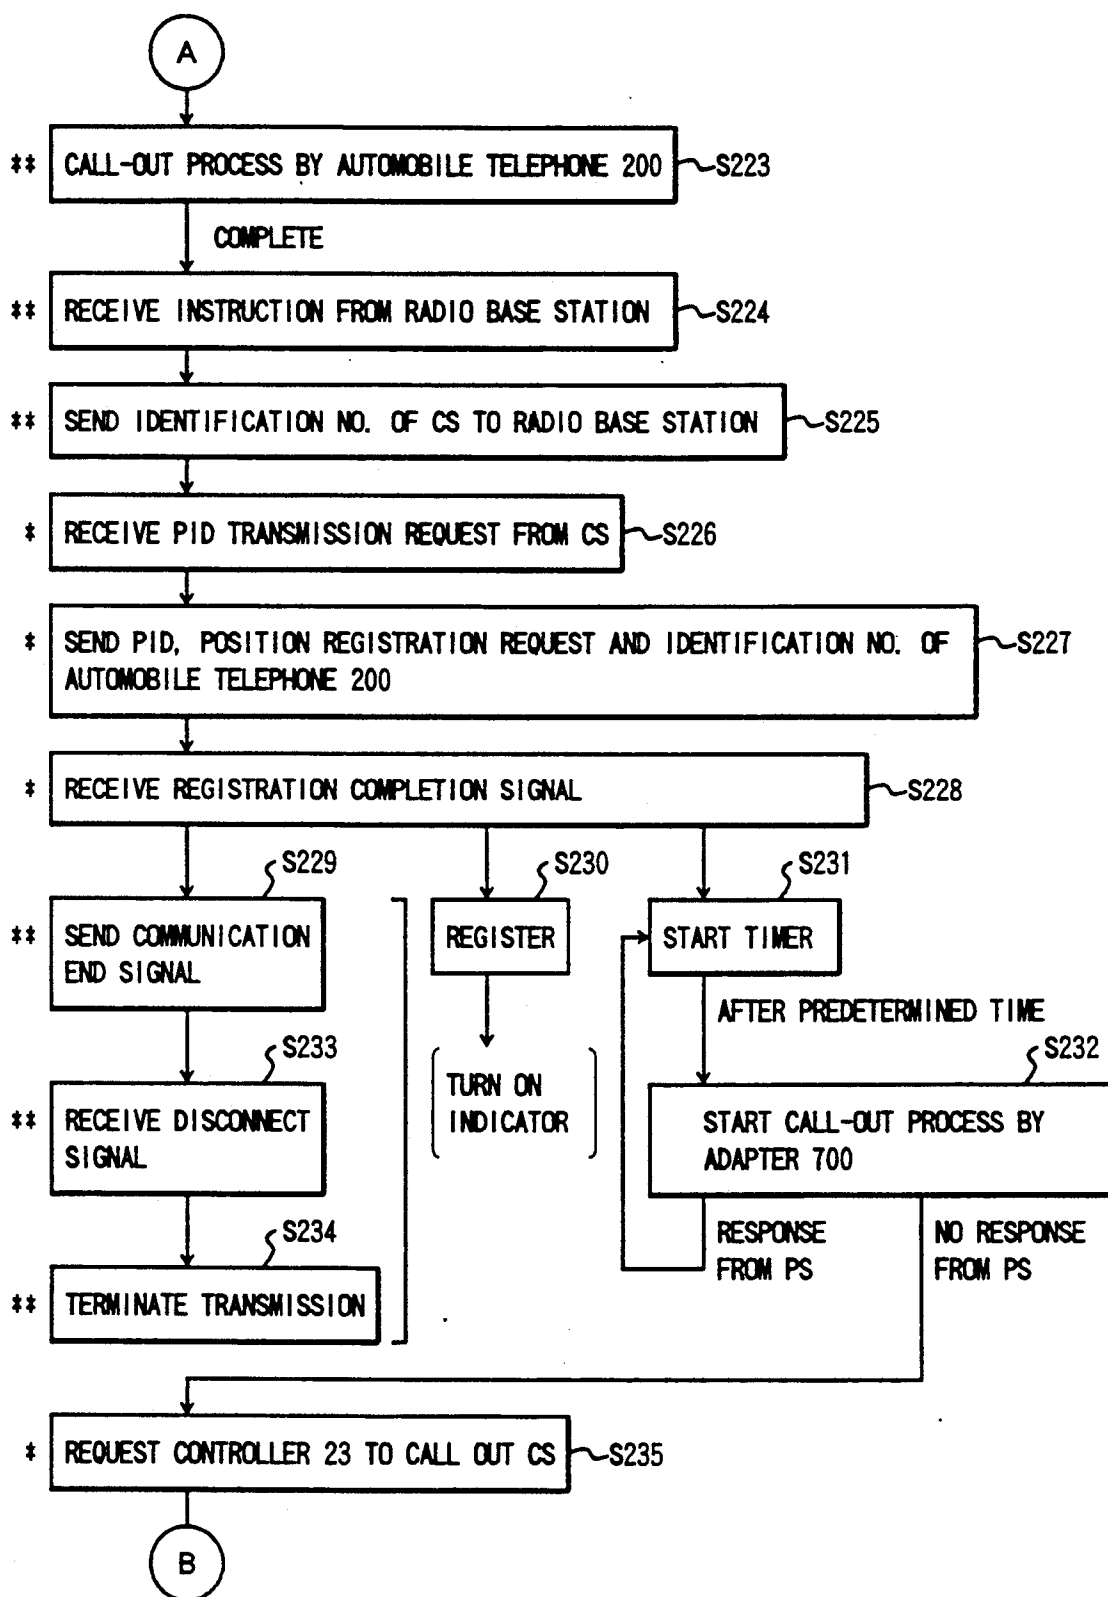 A
** CALL-OUT PROCESS BY AUTOMOBILE TELEPHONE 200 S223
COMPLETE
** RECEIVE INSTRUCTION FROM RADIO BASE STATION S224
** SEND IDENTIFICATION NO. OF CS TO RADIO BASE STATION S225
* RECEIVE PID TRANSMISSION REQUEST FROM CS S226
* SEND PID, POSITION REGISTRATION REQUEST AND IDENTIFICATION NO. OF S227
AUTOMOBILE TELEPHONE 200
* RECEIVE REGISTRATION COMPLETION SIGNAL S228
S229
** SEND COMMUNICATION
END SIGNAL
S233
** RECEIVE DISCONNECT
SIGNAL
S234
** TERMINATE TRANSMISSION
S230
REGISTER
TURN ON
INDICATOR
S231
START TIMER
AFTER PREDETERMINED TIME
S232
START CALL-OUT PROCESS BY
ADAPTER 700
RESPONSE
FROM PS
NO RESPONSE
FROM PS
* REQUEST CONTROLLER 23 TO CALL OUT CS S235
B